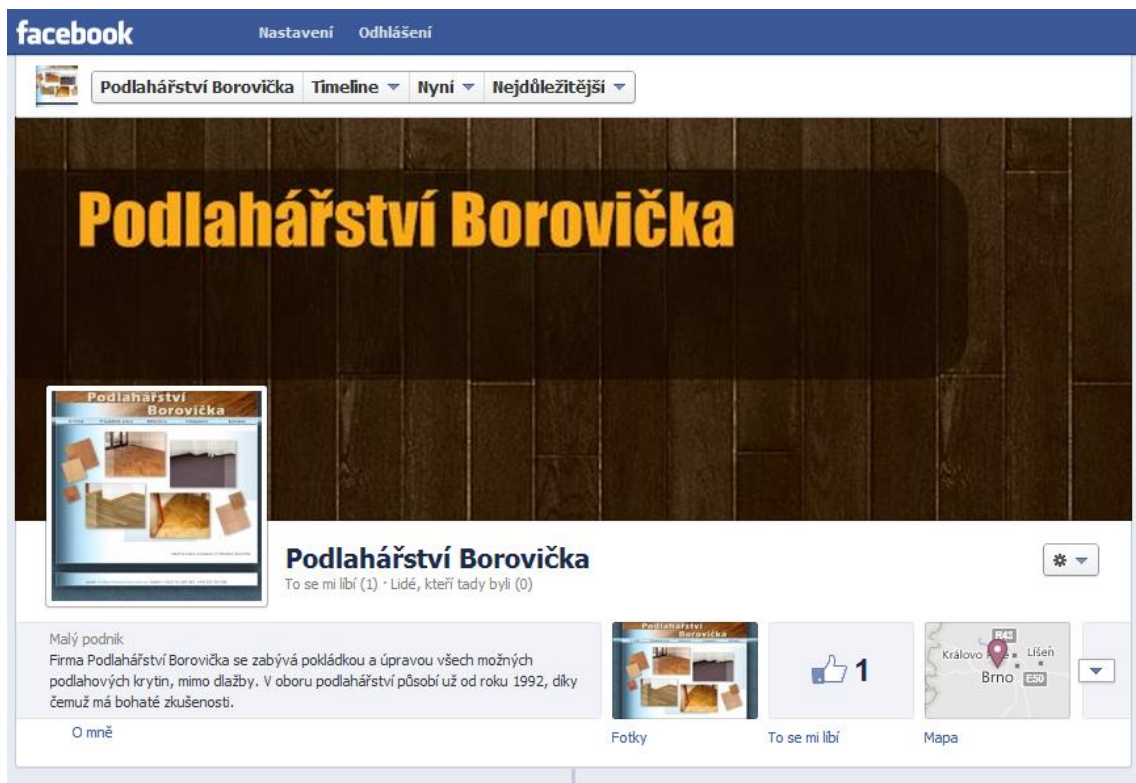 facebook
Nastavení Odhlášení
Podlahářství Borovička Timeline Nyní Nejdůležitější
Podlahářství Borovička
Podlahářství
Borovička
Podlahářství Borovička
To se mi líbí (1) · Lidé, kteří tady byli (0)
Malý podnik
Firma Podlahářství Borovička se zabývá pokládkou a úpravou všech možných
podlahových krytin, mimo dlažby. V oboru podlahářství působí už od roku 1992, díky
čemuž má bohaté zkušenosti.
O mně
Podlahářství
Borovička
Fotky
1
To se mi líbí
R43
Královo Líšeň
Brno E50
Mapa